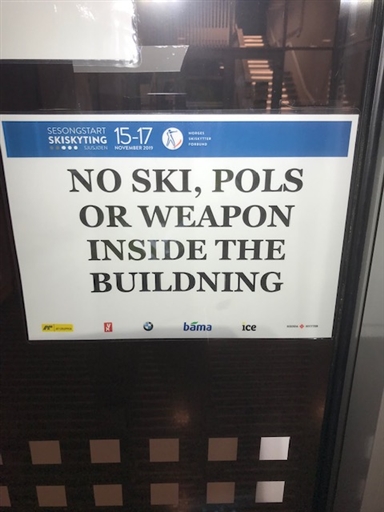 SESONGSTART
SKISKYTING
SJUSJØEN
15-17
NOVEMBER 2019
NORGES
SKISKYTTER
FORBUND
NO SKI, POLS
OR WEAPON
INSIDE THE
BUILDNING
bama
ice